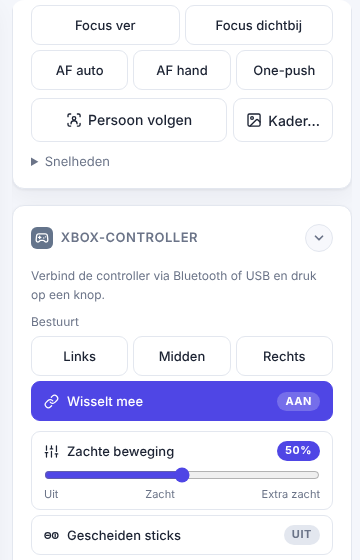 Focus ver
Focus dichtbij
AF auto
AF hand
One-push
Persoon volgen
Kader...
Snelheden
XBOX-CONTROLLER
Verbind de controller via Bluetooth of USB en druk
op een knop.
Bestuurt
Links
Midden
Rechts
Wisselt mee
AAN
Zachte beweging
50%
Uit
Zacht
Extra zacht
Gescheiden sticks
UIT